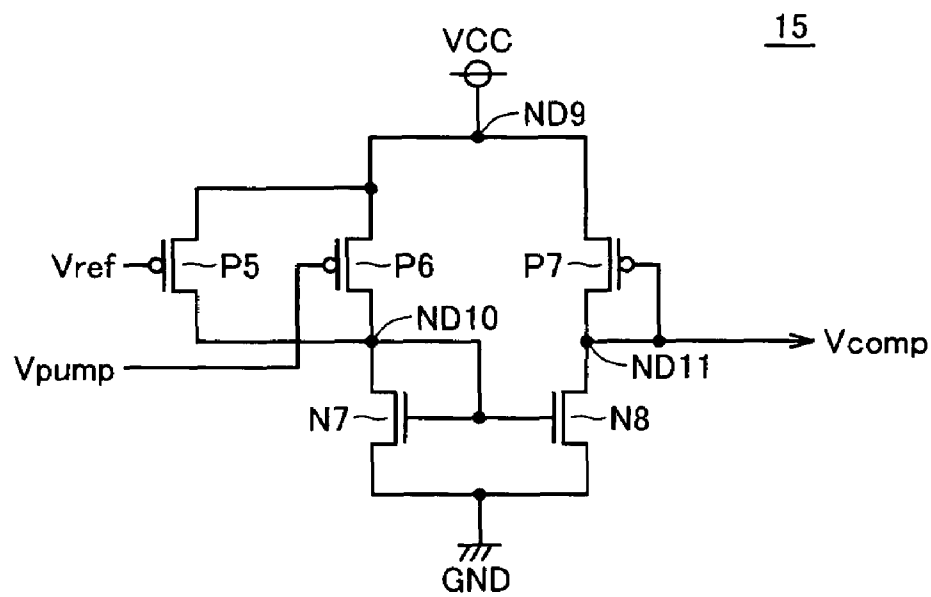 15
VCC
ND9
Vref
P5
P6
P7
ND10
Vpump
ND11
Vcomp
N7
N8
GND